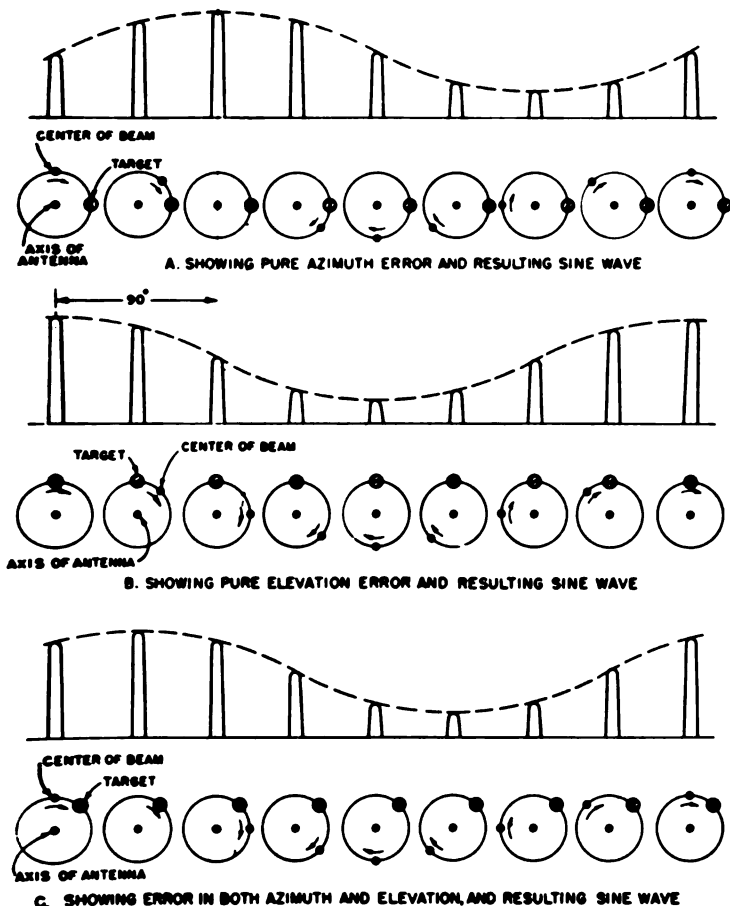 CENTER OF BEAM
TARGET
AXIS OF
ANTENNA
A. SHOWING PURE AZIMUTH ERROR AND RESULTING SINE WAVE
90°
TARGET
CENTER OF BEAM
AXIS OF ANTENNA
B. SHOWING PURE ELEVATION ERROR AND RESULTING SINE WAVE
CENTER OF BEAM
TARGET
AXIS OF ANTENNA
C. SHOWING ERROR IN BOTH AZIMUTH AND ELEVATION, AND RESULTING SINE WAVE